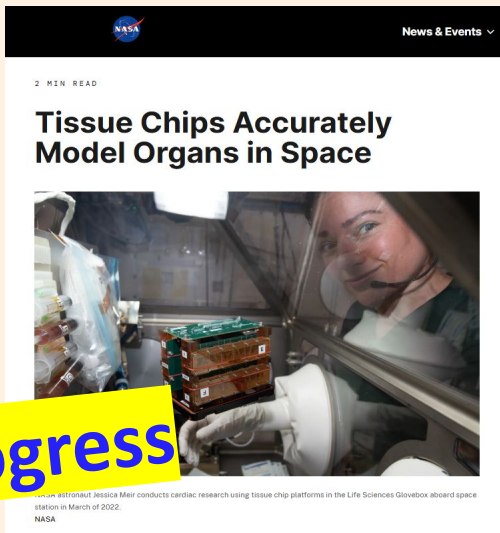 NASA
News & Events
2 MIN READ
Tissue Chips Accurately
Model Organs in Space
gress
NASA astronaut Jessica Meir conducts cardiac research using tissue chip platforms in the Life Sciences Glovebox aboard space
station in March of 2022.
NASA